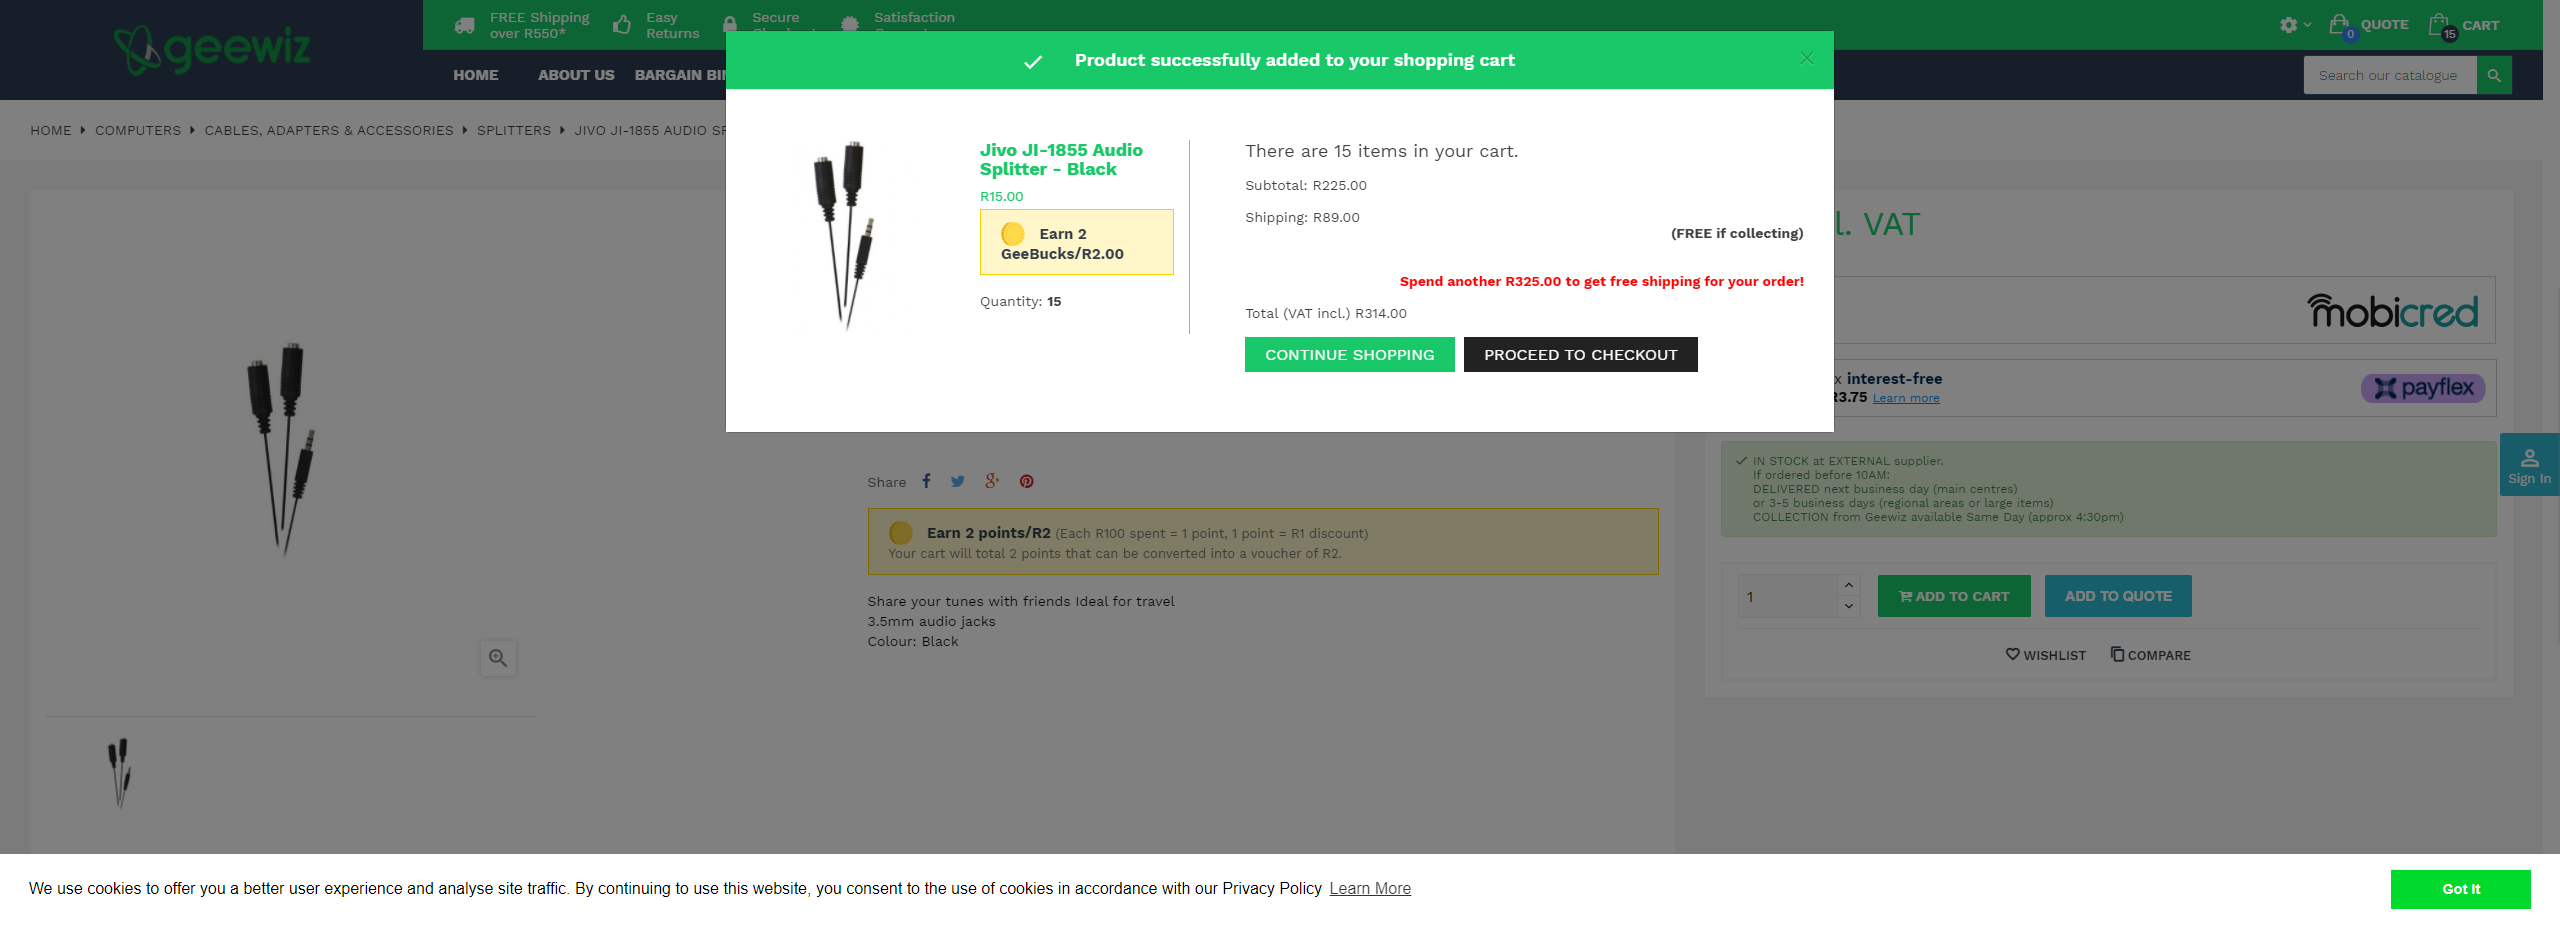 FREE Shipping
over R550*
Easy
Returns
Secure
Satisfaction
QUOTE
0
CART
15
geewiz
HOME
ABOUT US
BARGAIN BIN
Search our catalogue
HOME
COMPUTERS
CABLES, ADAPTERS & ACCESSORIES
SPLITTERS
JIVO JI-1855 AUDIO
Product successfully added to your shopping cart
Jivo JI-1855 Audio
Splitter - Black
R15.00
Earn 2
GeeBucks/R2.00
Quantity: 15
There are 15 items in your cart.
Subtotal: R225.00
Shipping: R89.00
(FREE if collecting)
Spend another R325.00 to get free shipping for your order!
Total (VAT incl.) R314.00
CONTINUE SHOPPING
PROCEED TO CHECKOUT
l. VAT
mobicred
x interest-free
R3.75 Learn more
payflex
IN STOCK at EXTERNAL supplier.
If ordered before 10AM:
DELIVERED next business day (main centres)
or 3-5 business days (regional areas or large items)
COLLECTION from Geewiz available Same Day (approx 4:30pm)
Sign In
Share
Earn 2 points/R2 (Each R100 spent = 1 point, 1 point = R1 discount)
Your cart will total 2 points that can be converted into a voucher of R2.
Share your tunes with friends Ideal for travel
3.5mm audio jacks
Colour: Black
1
ADD TO CART
ADD TO QUOTE
WISHLIST
COMPARE
We use cookies to offer you a better user experience and analyse site traffic. By continuing to use this website, you consent to the use of cookies in accordance with our Privacy Policy Learn More
Got It